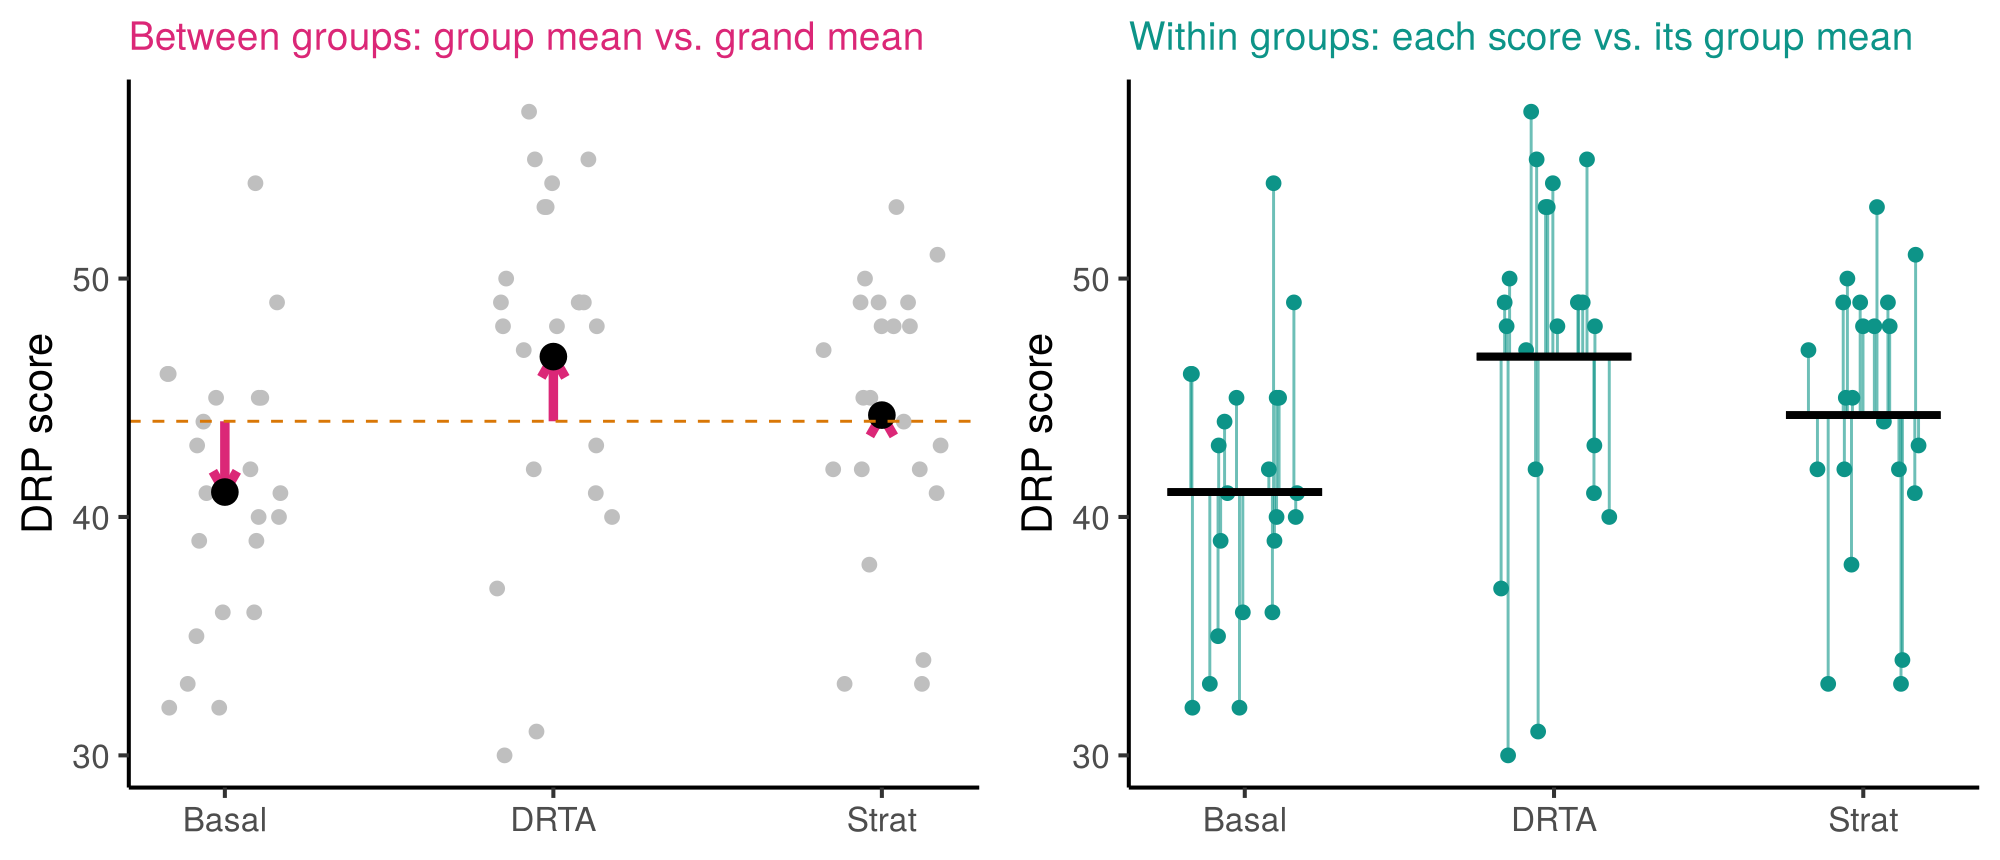 Between groups: group mean vs. grand mean
DRP score
50
40
30
Basal
DRTA
Strat
Within groups: each score vs. its group mean
DRP score
50
40
30
Basal
DRTA
Strat